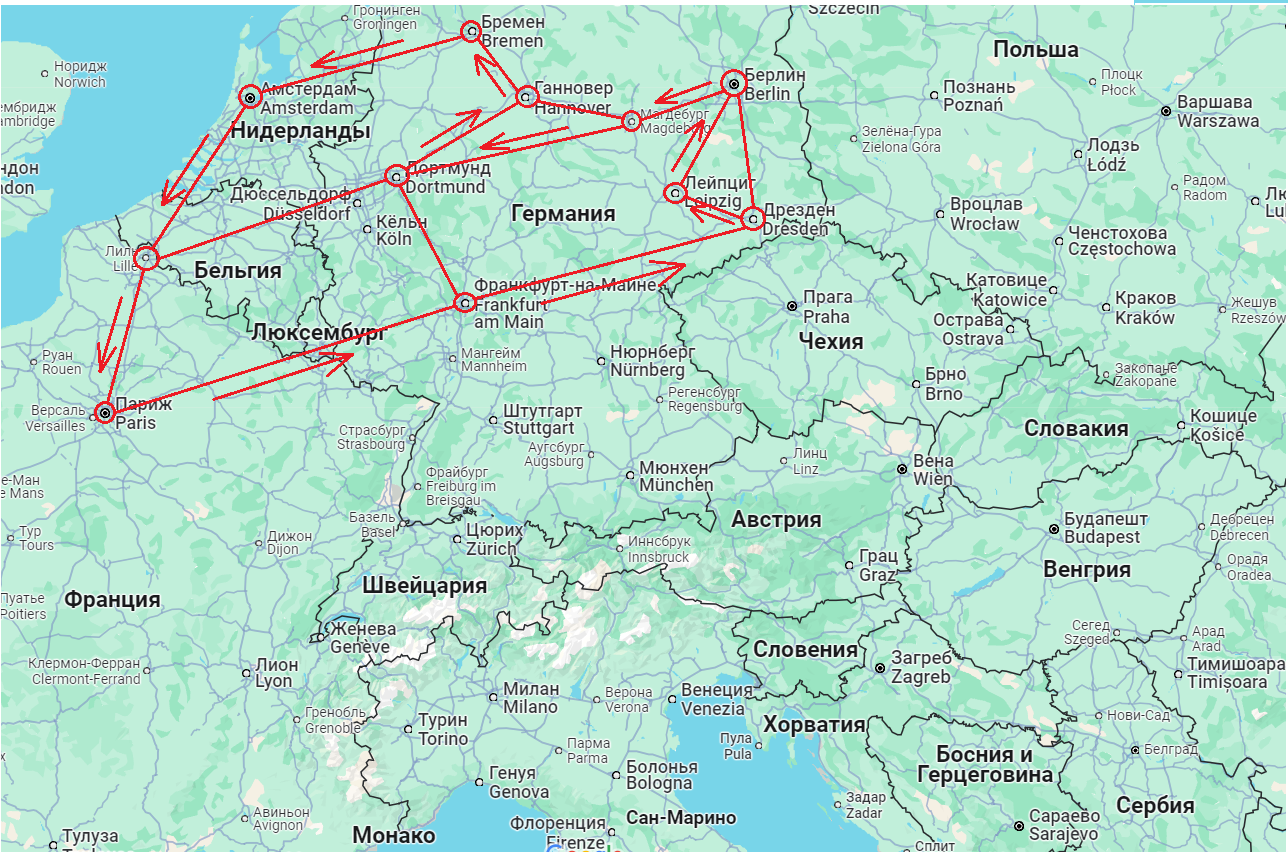 Гронинген
Groningen
Бремен
Bremen
Szczecin
Польша
Норидж
Norwich
Плоцк
Płock
Берлин
Berlin
Познань
Poznań
Варшава
Warszawa
Амстердам
Amsterdam
Ганновер
Hannover
ембридж
ambridge
Магдебург
Magdeburg
Нидерланды
Зелёна-Гура
Zielona Góra
Лодзь
Łódź
ндон
ndon
Дортмунд
Dortmund
Лейпциг
Leipzig
Радом
Radom
Дюссельдорф
Düsseldorf
Германия
Дрезден
Dresden
Вроцлав
Wrocław
Кёльн
Köln
Ченстохова
Częstochowa
Лилль
Lille
Бельгия
Франкфурт-на-Майне
Frankfurt
am Main
Катовице
Katowice
Прага
Praha
Краков
Kraków
Жешув
Rzeszów
Острава
Ostrava
Люксембург
Чехия
Руан
Rouen
Мангейм
Mannheim
Нюрнберг
Nürnberg
Закопане
Zakopane
Брно
Brno
Регенсбург
Regensburg
Версаль
Versailles
Париж
Paris
Штутгарт
Stuttgart
Кошице
Košice
Словакия
Страсбург
Strasbourg
Аугсбург
Augsburg
Линц
Linz
Вена
Wien
Мюнхен
München
Фрайбург
Freiburg im
Breisgau
е-Ман
e Mans
Базель
Basel
Австрия
Будапешт
Budapest
Дебрецен
Debrecen
Тур
Tours
Дижон
Dijon
Цюрих
Zürich
Иннсбрук
Innsbruck
Грац
Graz
Орадя
Oradea
Венгрия
Швейцария
Франция
Пуатье
Poitiers
Женева
Genève
Сегед
Szeged
Арад
Arad
Словения
Клермон-Ферран
Clermont-Ferrand
Лион
Lyon
Загреб
Zagreb
Тимишоара
Timișoara
Милан
Milano
Верона
Verona
Венеция
Venezia
Гренобль
Grenoble
Турин
Torino
Хорватия
Нови-Сад
Пула
Pula
Парма
Parma
Белград
Босния и
Герцеговина
Генуя
Genova
Болонья
Bologna
Задар
Zadar
Сербия
Авиньон
Avignon
Монако
Флоренция
Firenze
Сан-Марино
Сараево
Sarajevo
Тулуза
Сплит